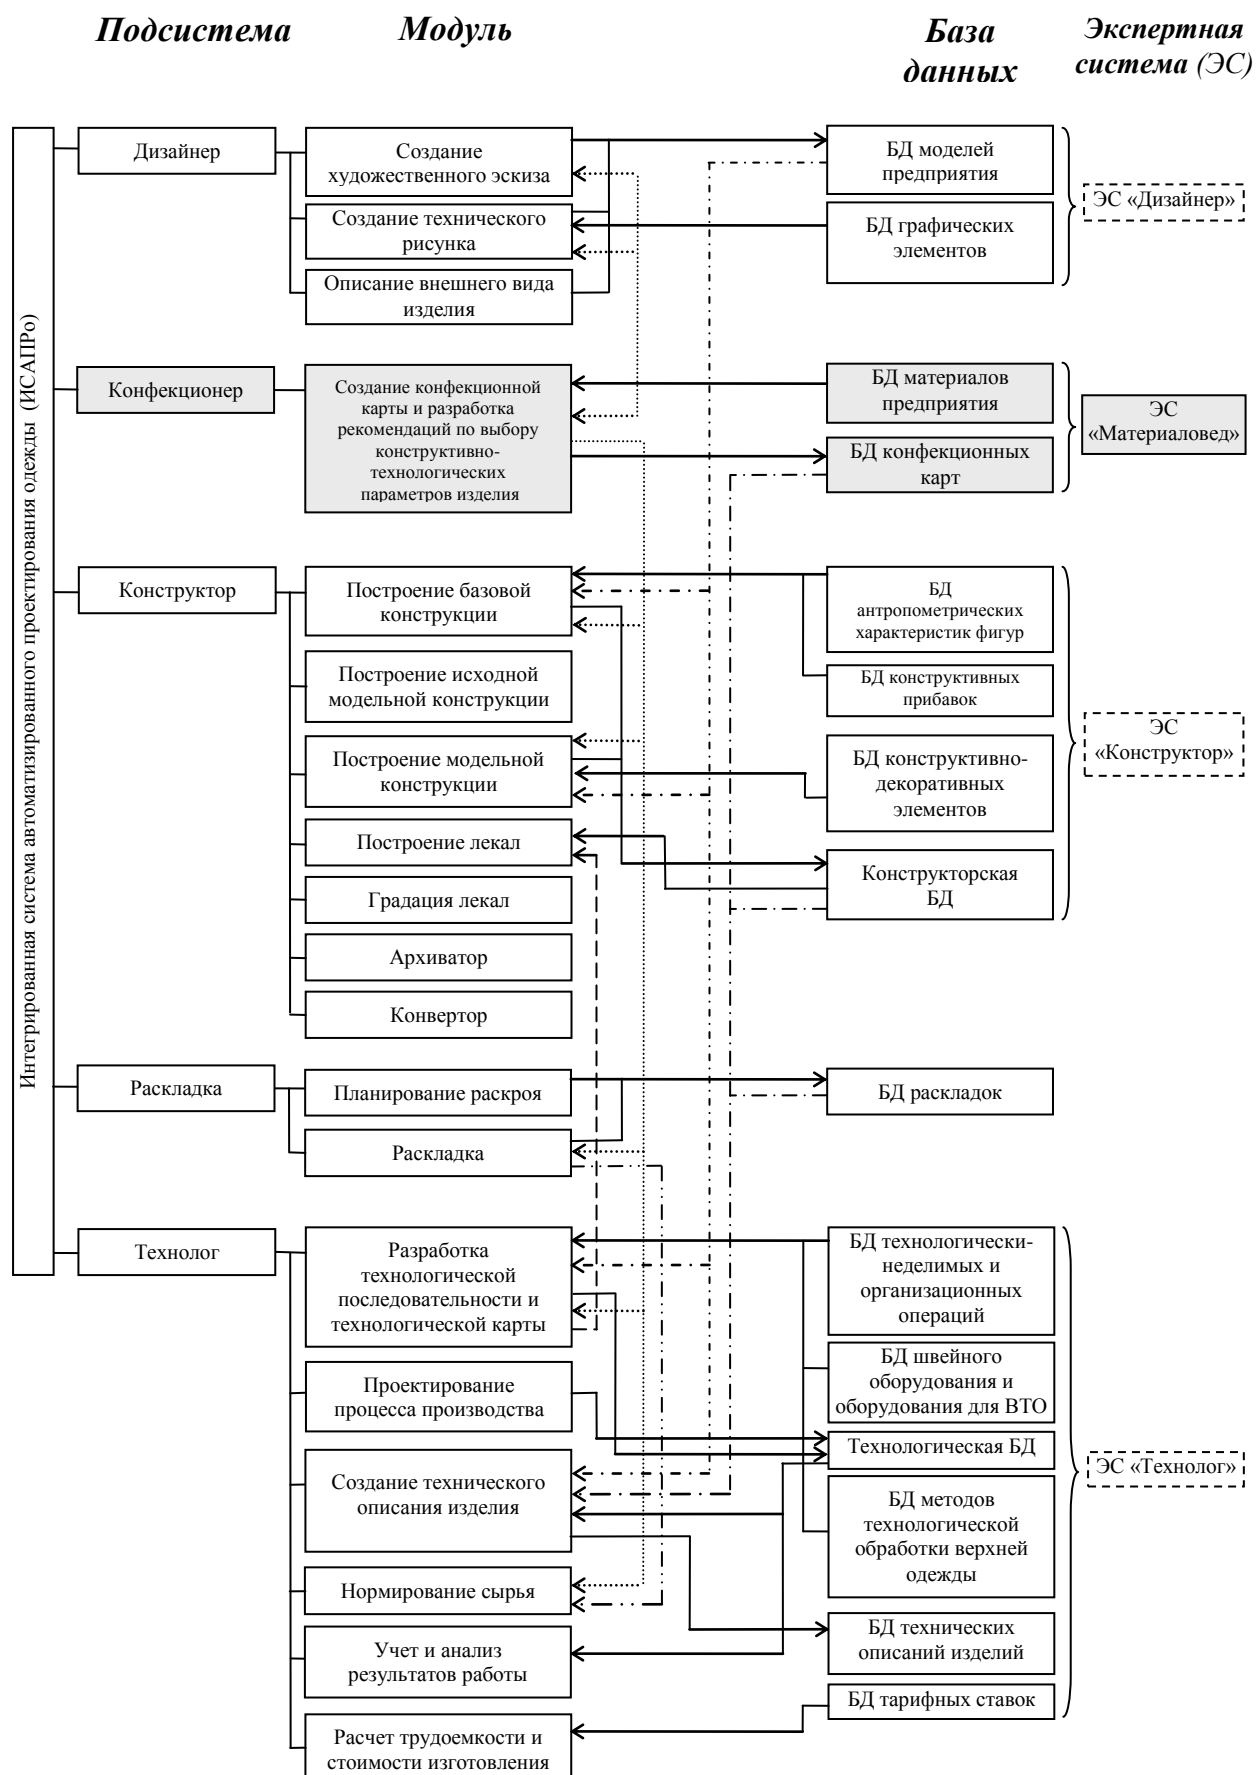 Подсистема
Модуль
База
данных
Экспертная
система (ЭС)
Интегрированная система автоматизированного проектирования одежды (ИСАПРо)
Дизайнер
Создание
художественного эскиза
Создание технического
рисунка
Описание внешнего вида
изделия
БД моделей
предприятия
БД графических
элементов
ЭС «Дизайнер»
Конфекционер
Создание конфекционной
карты и разработка
рекомендаций по выбору
конструктивно-
технологических
параметров изделия
БД материалов
предприятия
БД конфекционных
карт
ЭС
«Материаловед»
Конструктор
Построение базовой
конструкции
Построение исходной
модельной конструкции
Построение модельной
конструкции
Построение лекал
Градация лекал
Архиватор
Конвертор
БД
антропометрических
характеристик фигур
БД конструктивных
прибавок
БД конструктивно-
декоративных
элементов
Конструкторская
БД
ЭС
«Конструктор»
Раскладка
Планирование раскроя
Раскладка
БД раскладок
Технолог
Разработка
технологической
последовательности и
технологической карты
Проектирование
процесса производства
Создание технического
описания изделия
Нормирование сырья
Учет и анализ
результатов работы
Расчет трудоемкости и
стоимости изготовления
БД технологически-
неделимых и
организационных
операций
БД швейного
оборудования и
оборудования для ВТО
Технологическая БД
БД методов
технологической
обработки верхней
одежды
БД технических
описаний изделий
БД тарифных ставок
ЭС «Технолог»